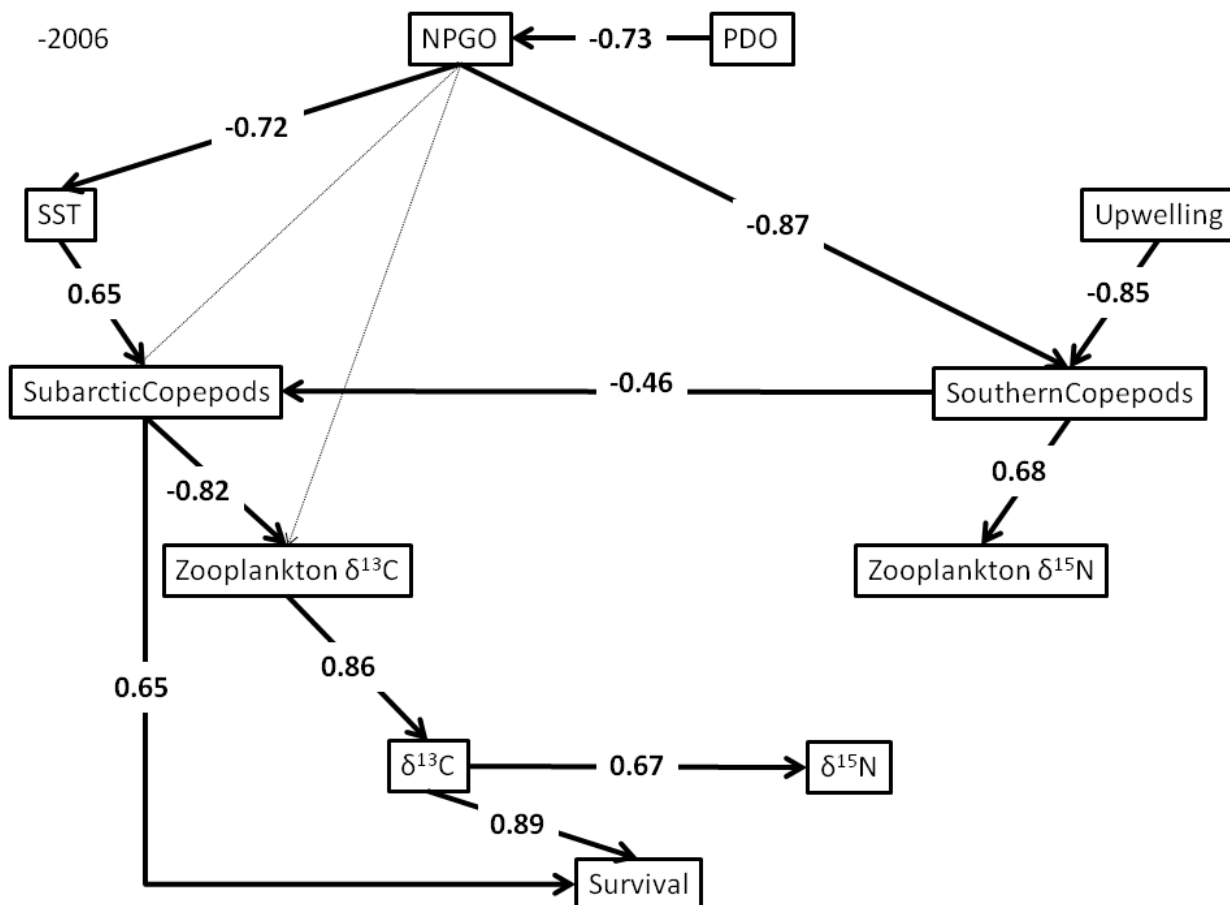 -2006
NPGO
-0.73
PDO
-0.72
SST
-0.87
Upwelling
0.65
-0.85
SubarcticCopepods
-0.46
SouthernCopepods
-0.82
0.68
Zooplankton δ¹³C
Zooplankton δ¹⁵N
0.86
0.65
δ¹³C
0.67
δ¹⁵N
0.89
Survival